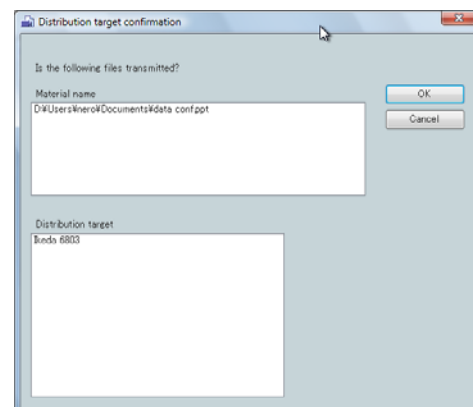 Distribution target confirmation
Is the following files transmitted?
Material name
OK
D:¥Users¥nero¥Documents¥data conf.ppt
Cancel
Distribution target
Ikeda 6803